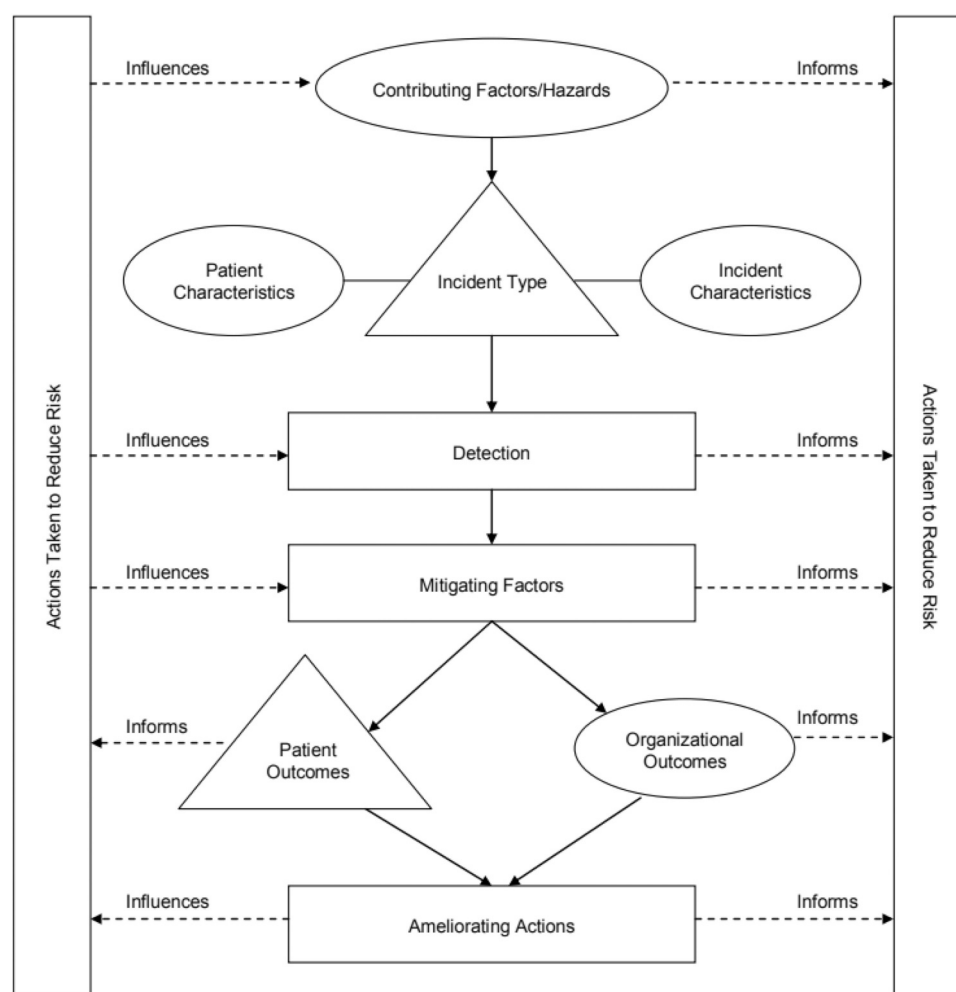 Influences
Contributing Factors/Hazards
Informs
Patient
Characteristics
Incident Type
Incident
Characteristics
Actions Taken to Reduce Risk
Actions Taken to Reduce Risk
Influences
Detection
Informs
Influences
Mitigating Factors
Informs
Informs
Patient
Outcomes
Organizational
Outcomes
Informs
Influences
Ameliorating Actions
Informs